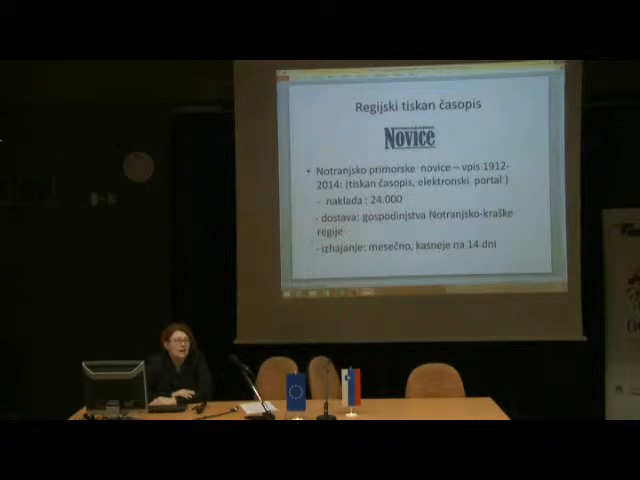 Regijski tiskan časopis
Novice
• Notranjsko primorske novice – vpis 1912-
2014: (tiskan časopis, elektronski portal )
- naklada : 24.000
- dostava: gospodinjstva Notranjsko-kraške
regije
- izhajanje: mesečno, kasneje na 14 dni